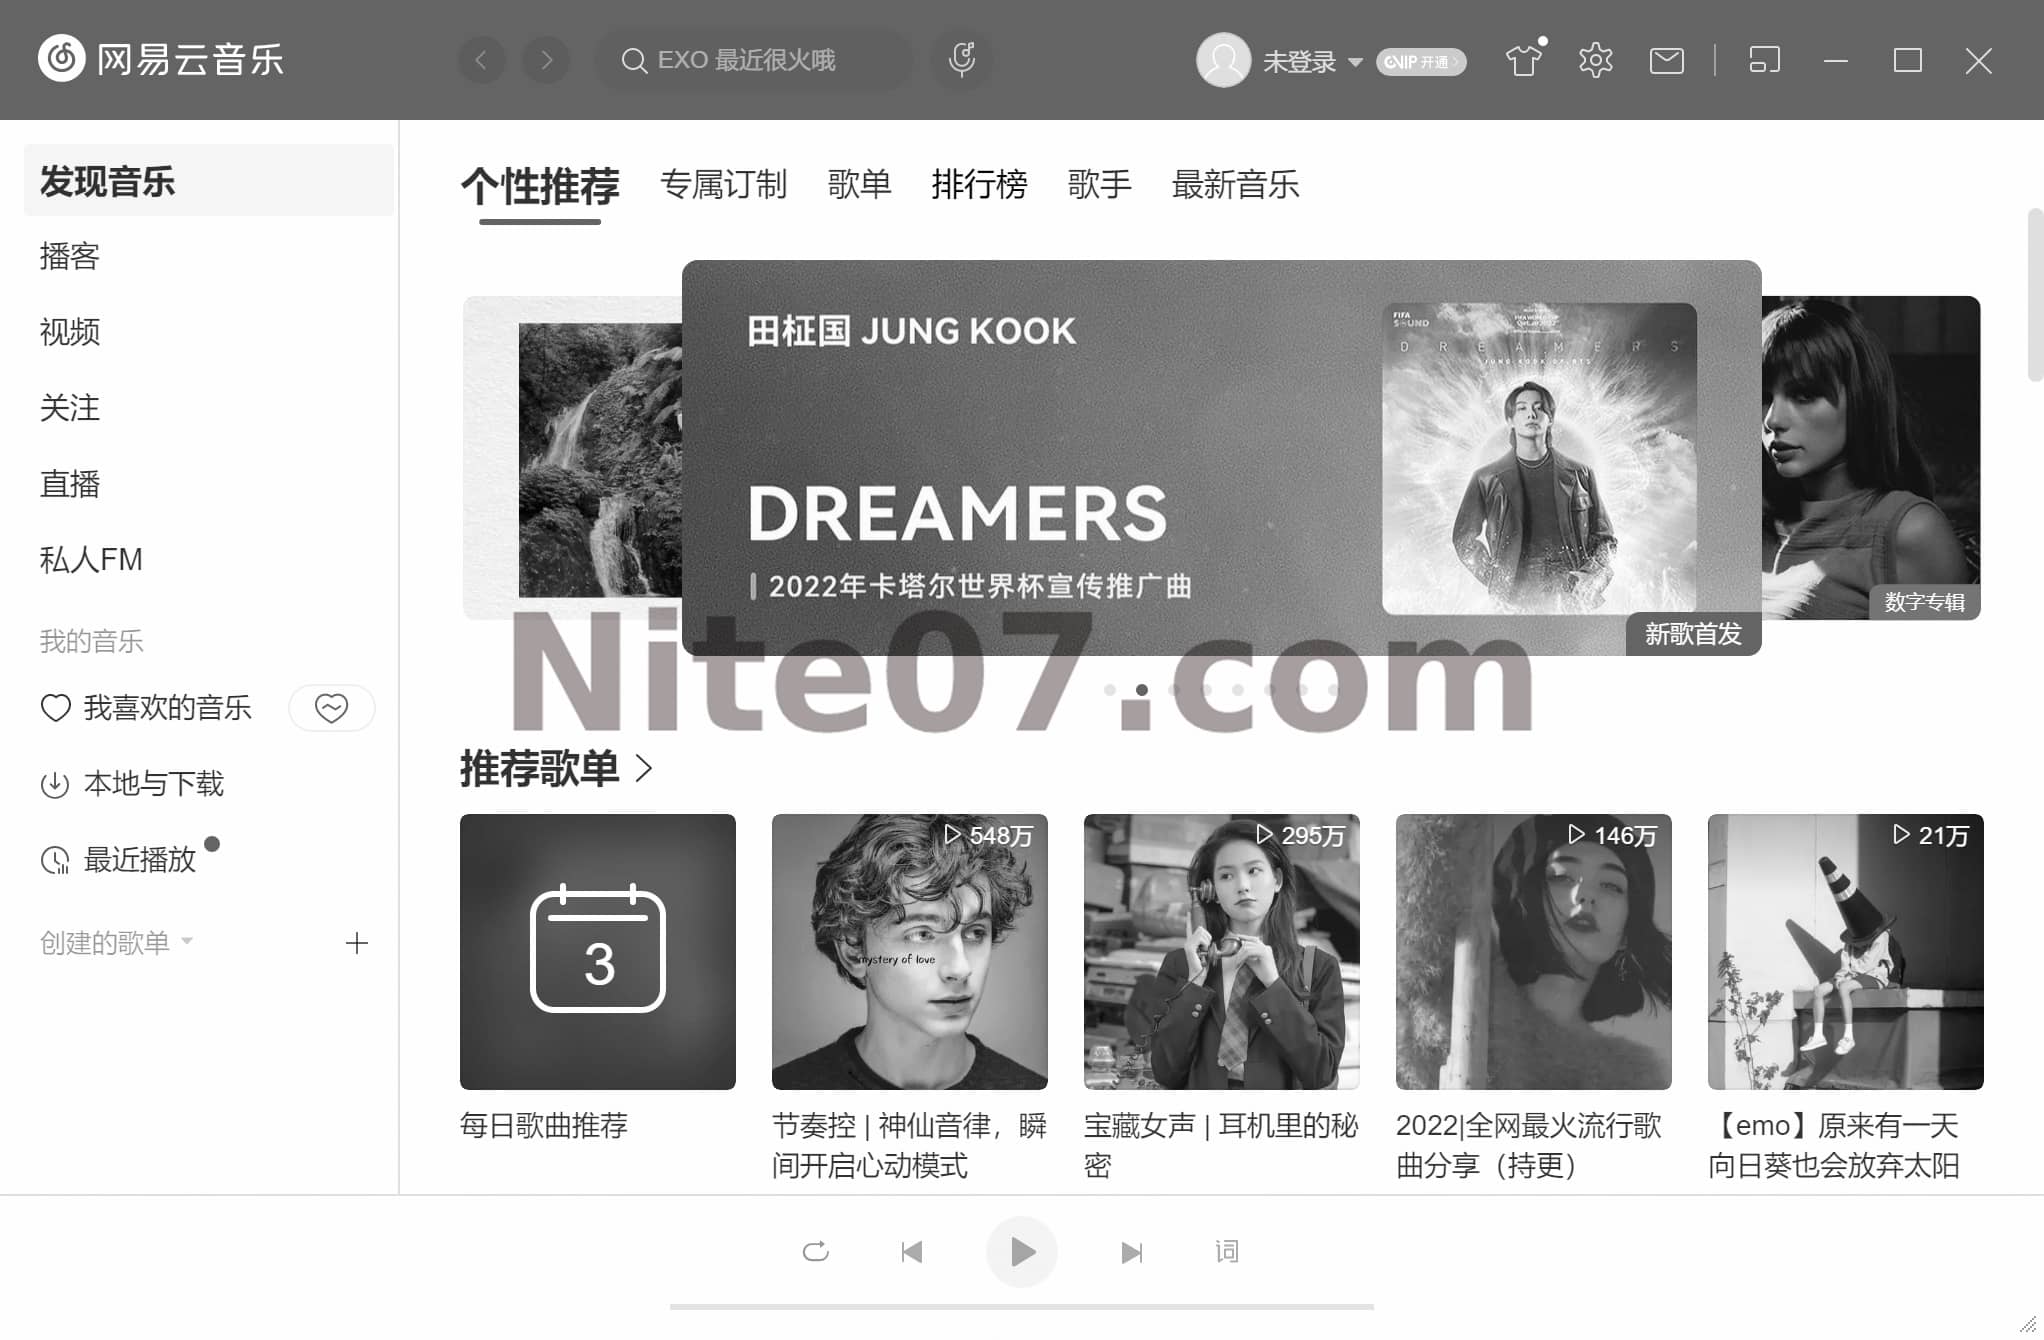 网易云音乐
EXO 最近很火哦
未登录
VIP 开通
发现音乐
播客
视频
关注
直播
私人FM
我的音乐
我喜欢的音乐
本地与下载
最近播放
创建的歌单
个性推荐 专属订制 歌单 排行榜 歌手 最新音乐
田柾国 JUNG KOOK
DREAMERS
2022年卡塔尔世界杯宣传推广曲
FIFA
SOUND
DREAMERS
JUNG KOOK OF BTS
新歌首发
数字专辑
Nite07.com
推荐歌单
3
548万
mystery of love
295万
146万
21万
每日歌曲推荐
节奏控 | 神仙音律，瞬
间开启心动模式
宝藏女声 | 耳机里的秘
密
2022|全网最火流行歌
曲分享（持更）
【emo】原来有一天
向日葵也会放弃太阳
词